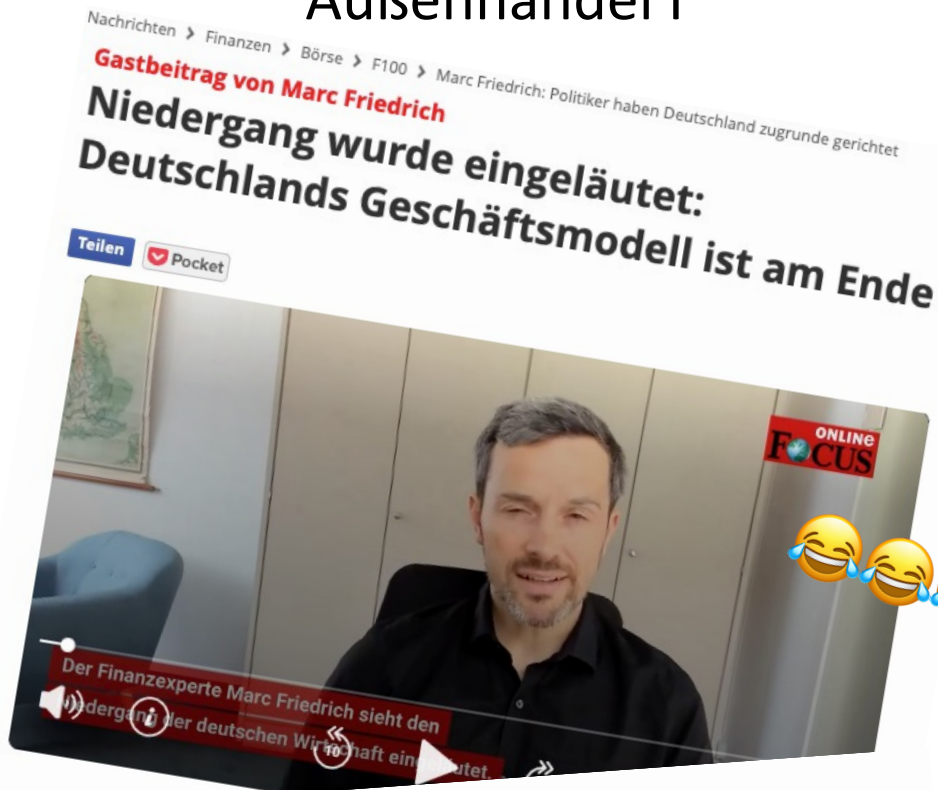 Außenhandel I
Nachrichten > Finanzen > Börse > F100 > Marc Friedrich: Politiker haben Deutschland zugrunde gerichtet
Gastbeitrag von Marc Friedrich
Niedergang wurde eingeläutet:
Deutschlands Geschäftsmodell ist am Ende
Teilen
Pocket
ONLINE
FOCUS
Der Finanzexperte Marc Friedrich sieht den
Niedergang der deutschen Wirtschaft eingeläutet.
10